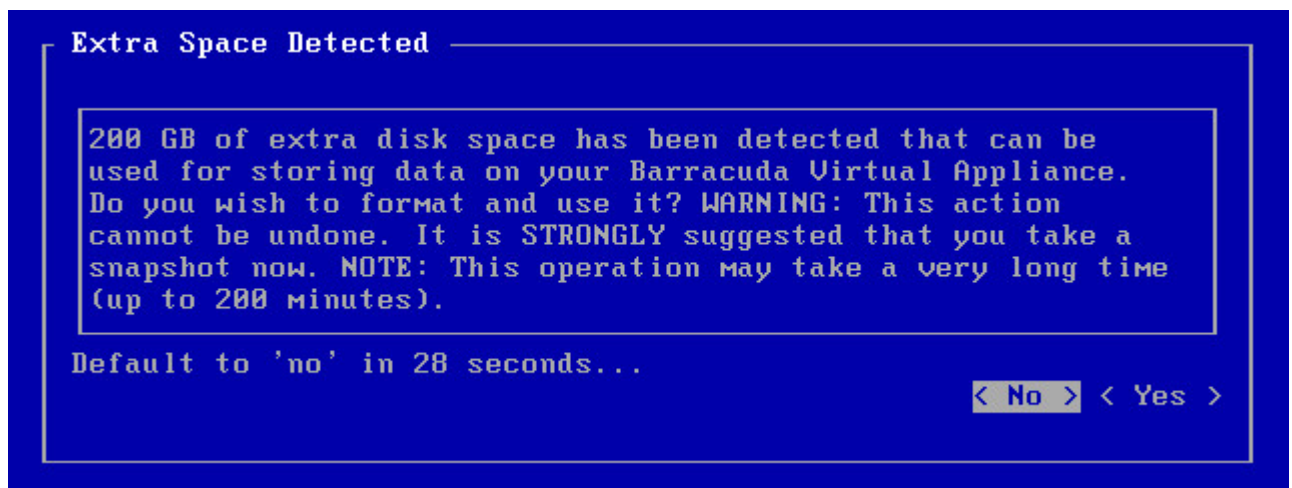 Extra Space Detected
200 GB of extra disk space has been detected that can be
used for storing data on your Barracuda Virtual Appliance.
Do you wish to format and use it? WARNING: This action
cannot be undone. It is STRONGLY suggested that you take a
snapshot now. NOTE: This operation may take a very long time
(up to 200 minutes).
Default to 'no' in 28 seconds...
< No > < Yes >